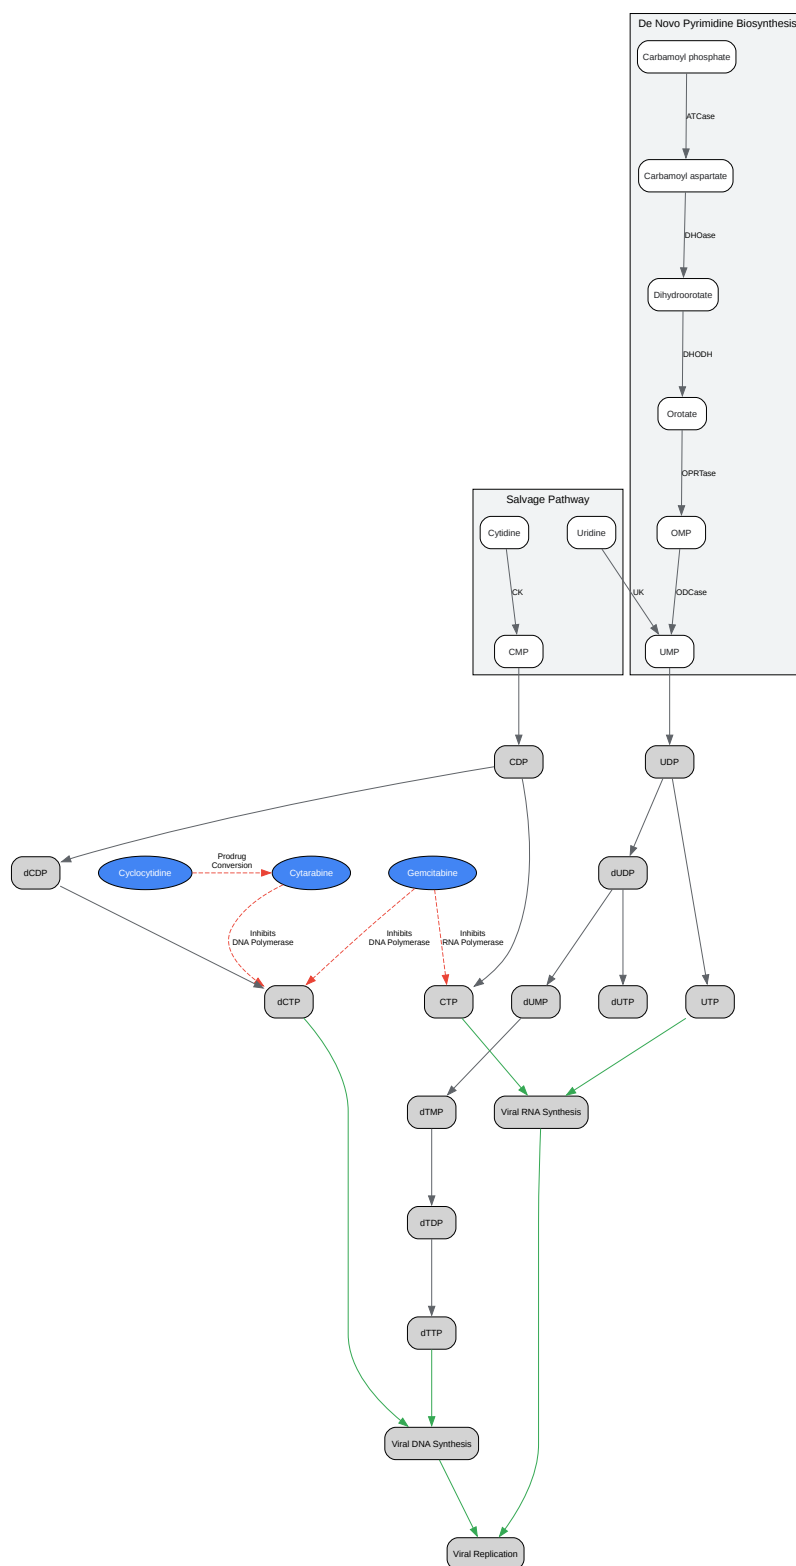 De Novo Pyrimidine Biosynthesis
Carbamoyl phosphate
ATCase
Carbamoyl aspartate
DHOase
Dihydroorotate
DHODH
Orotate
OPRTase
Salvage Pathway
Cytidine
Uridine
OMP
CK
UK
ODCase
CMP
UMP
CDP
UDP
dCDP
Cyclocytidine
Prodrug
Conversion
Cytarabine
Gemcitabine
dUDP
Inhibits
DNA Polymerase
Inhibits
DNA Polymerase
Inhibits
RNA Polymerase
dCTP
CTP
dUMP
dUTP
UTP
dTMP
Viral RNA Synthesis
dTDP
dTTP
Viral DNA Synthesis
Viral Replication